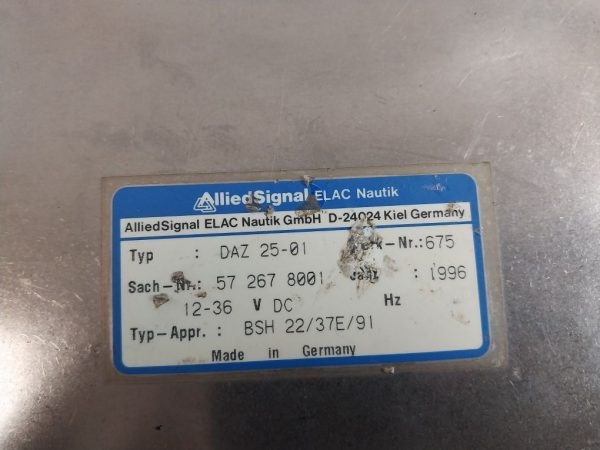 AlliedSignal ELAC Nautik
AlliedSignal ELAC Nautik GmbH D-24024 Kiel Germany
Typ : DAZ 25-01 -Nr.:675
Sach-Nr.: 57 267 8001 : 1996
12-36 V DC Hz
Typ-Appr. : BSH 22/37E/91
Made in Germany